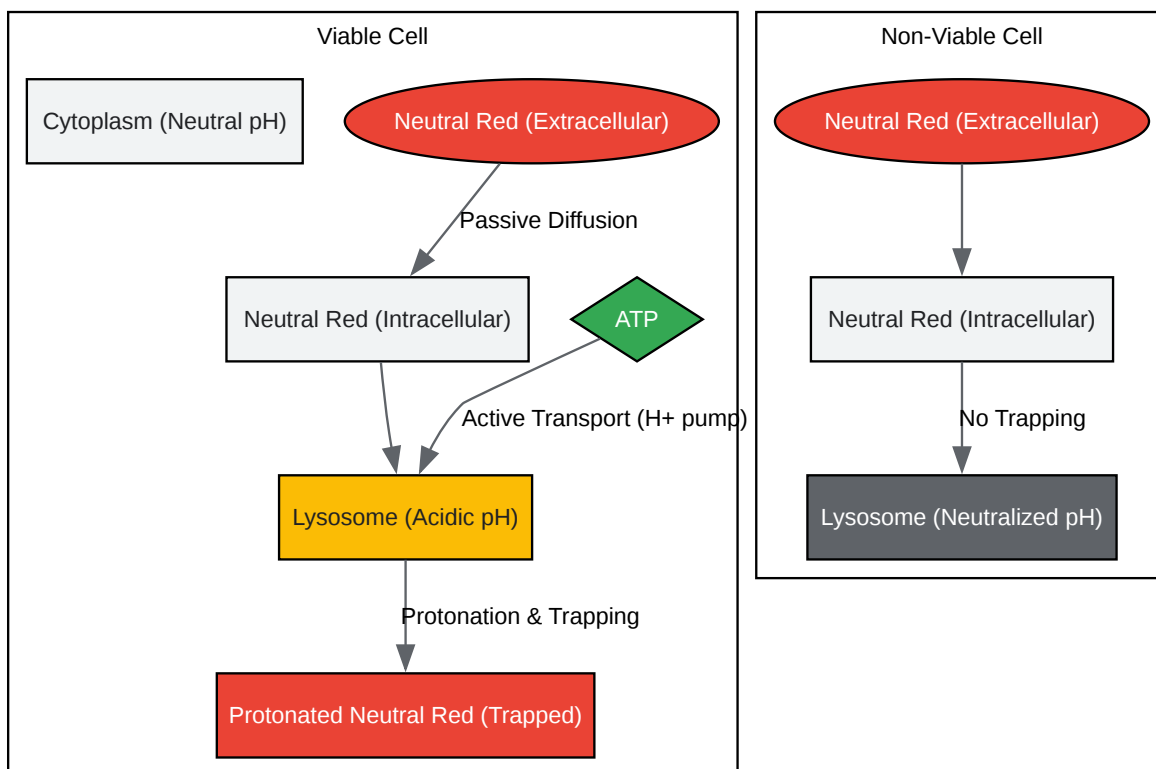 Viable Cell
Cytoplasm (Neutral pH)
Neutral Red (Extracellular)
Passive Diffusion
Neutral Red (Intracellular)
ATP
Active Transport (H+ pump)
Lysosome (Acidic pH)
Protonation & Trapping
Protonated Neutral Red (Trapped)
Non-Viable Cell
Neutral Red (Extracellular)
Neutral Red (Intracellular)
No Trapping
Lysosome (Neutralized pH)